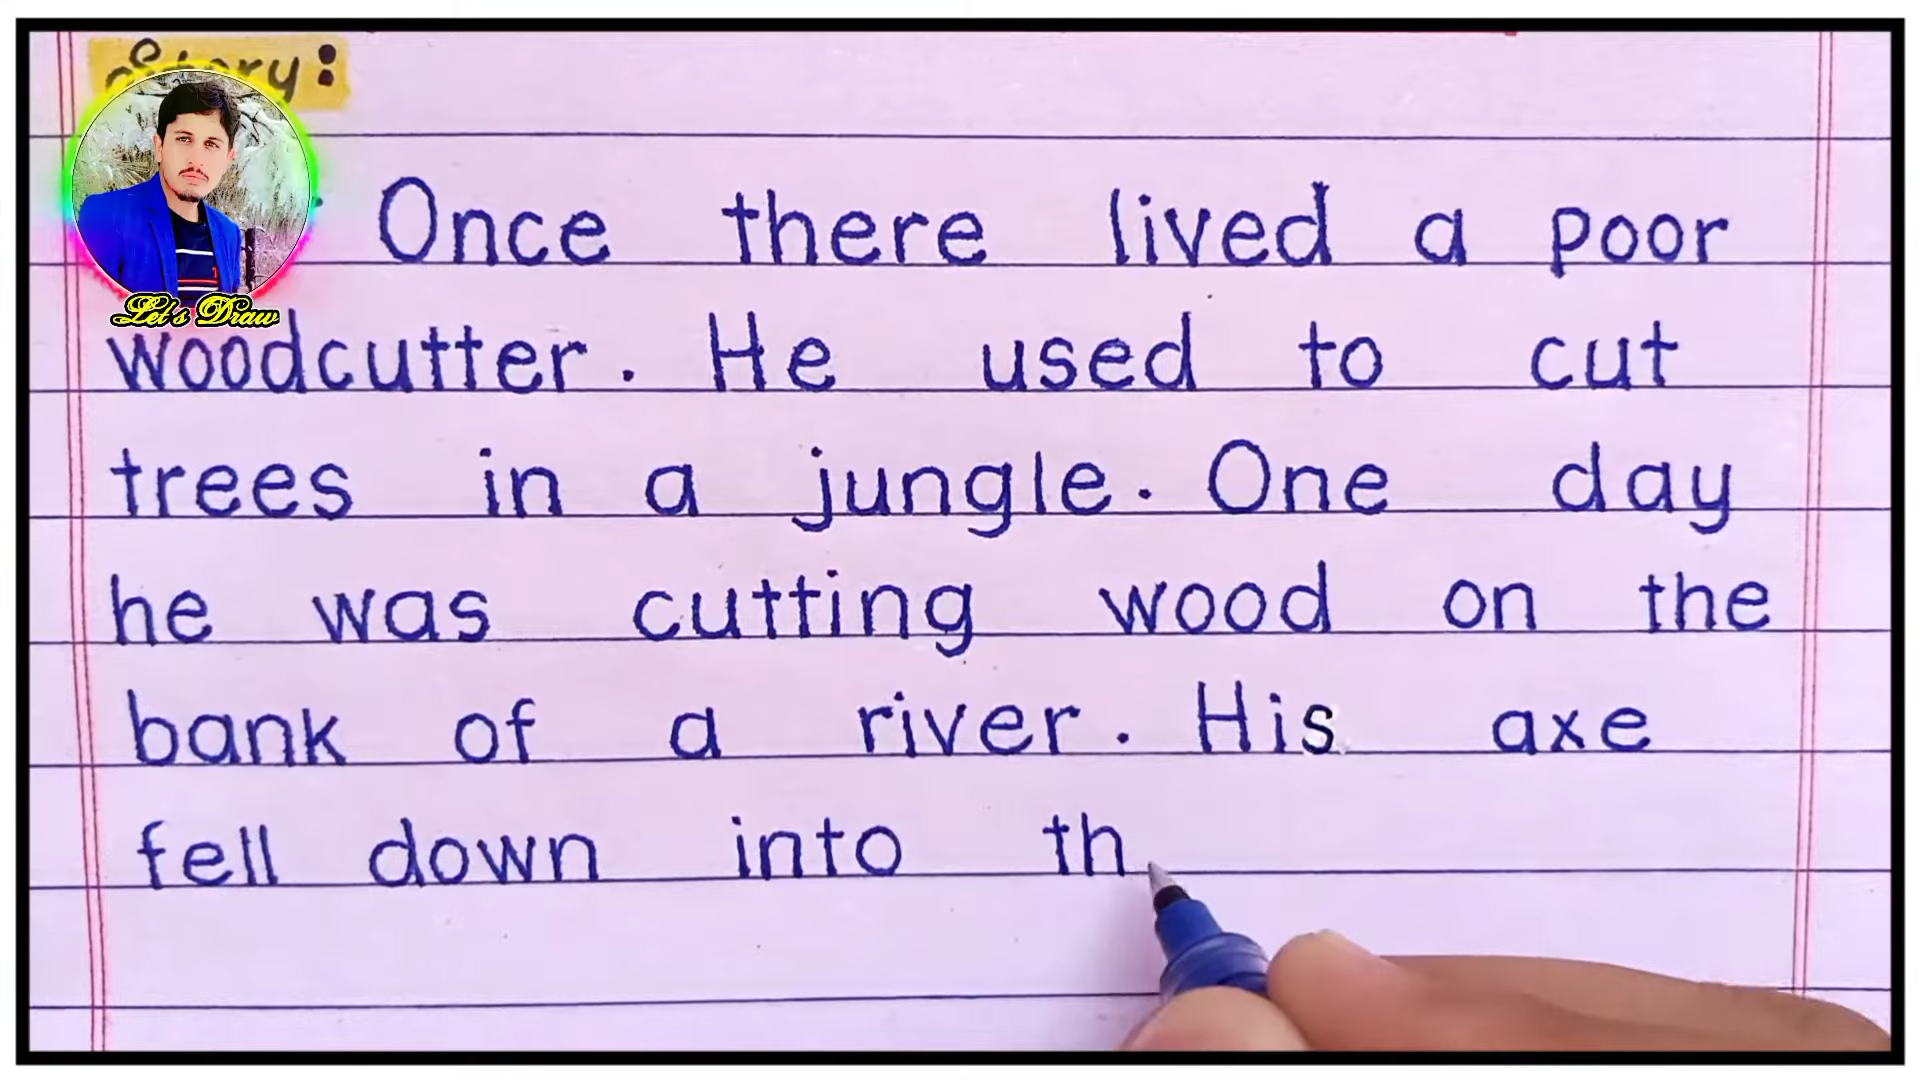 Story:
Once there lived a poor
Let's Draw
woodcutter. He used to cut
trees in a jungle. One day
he was cutting wood on the
bank of a river. His axe
fell down into th